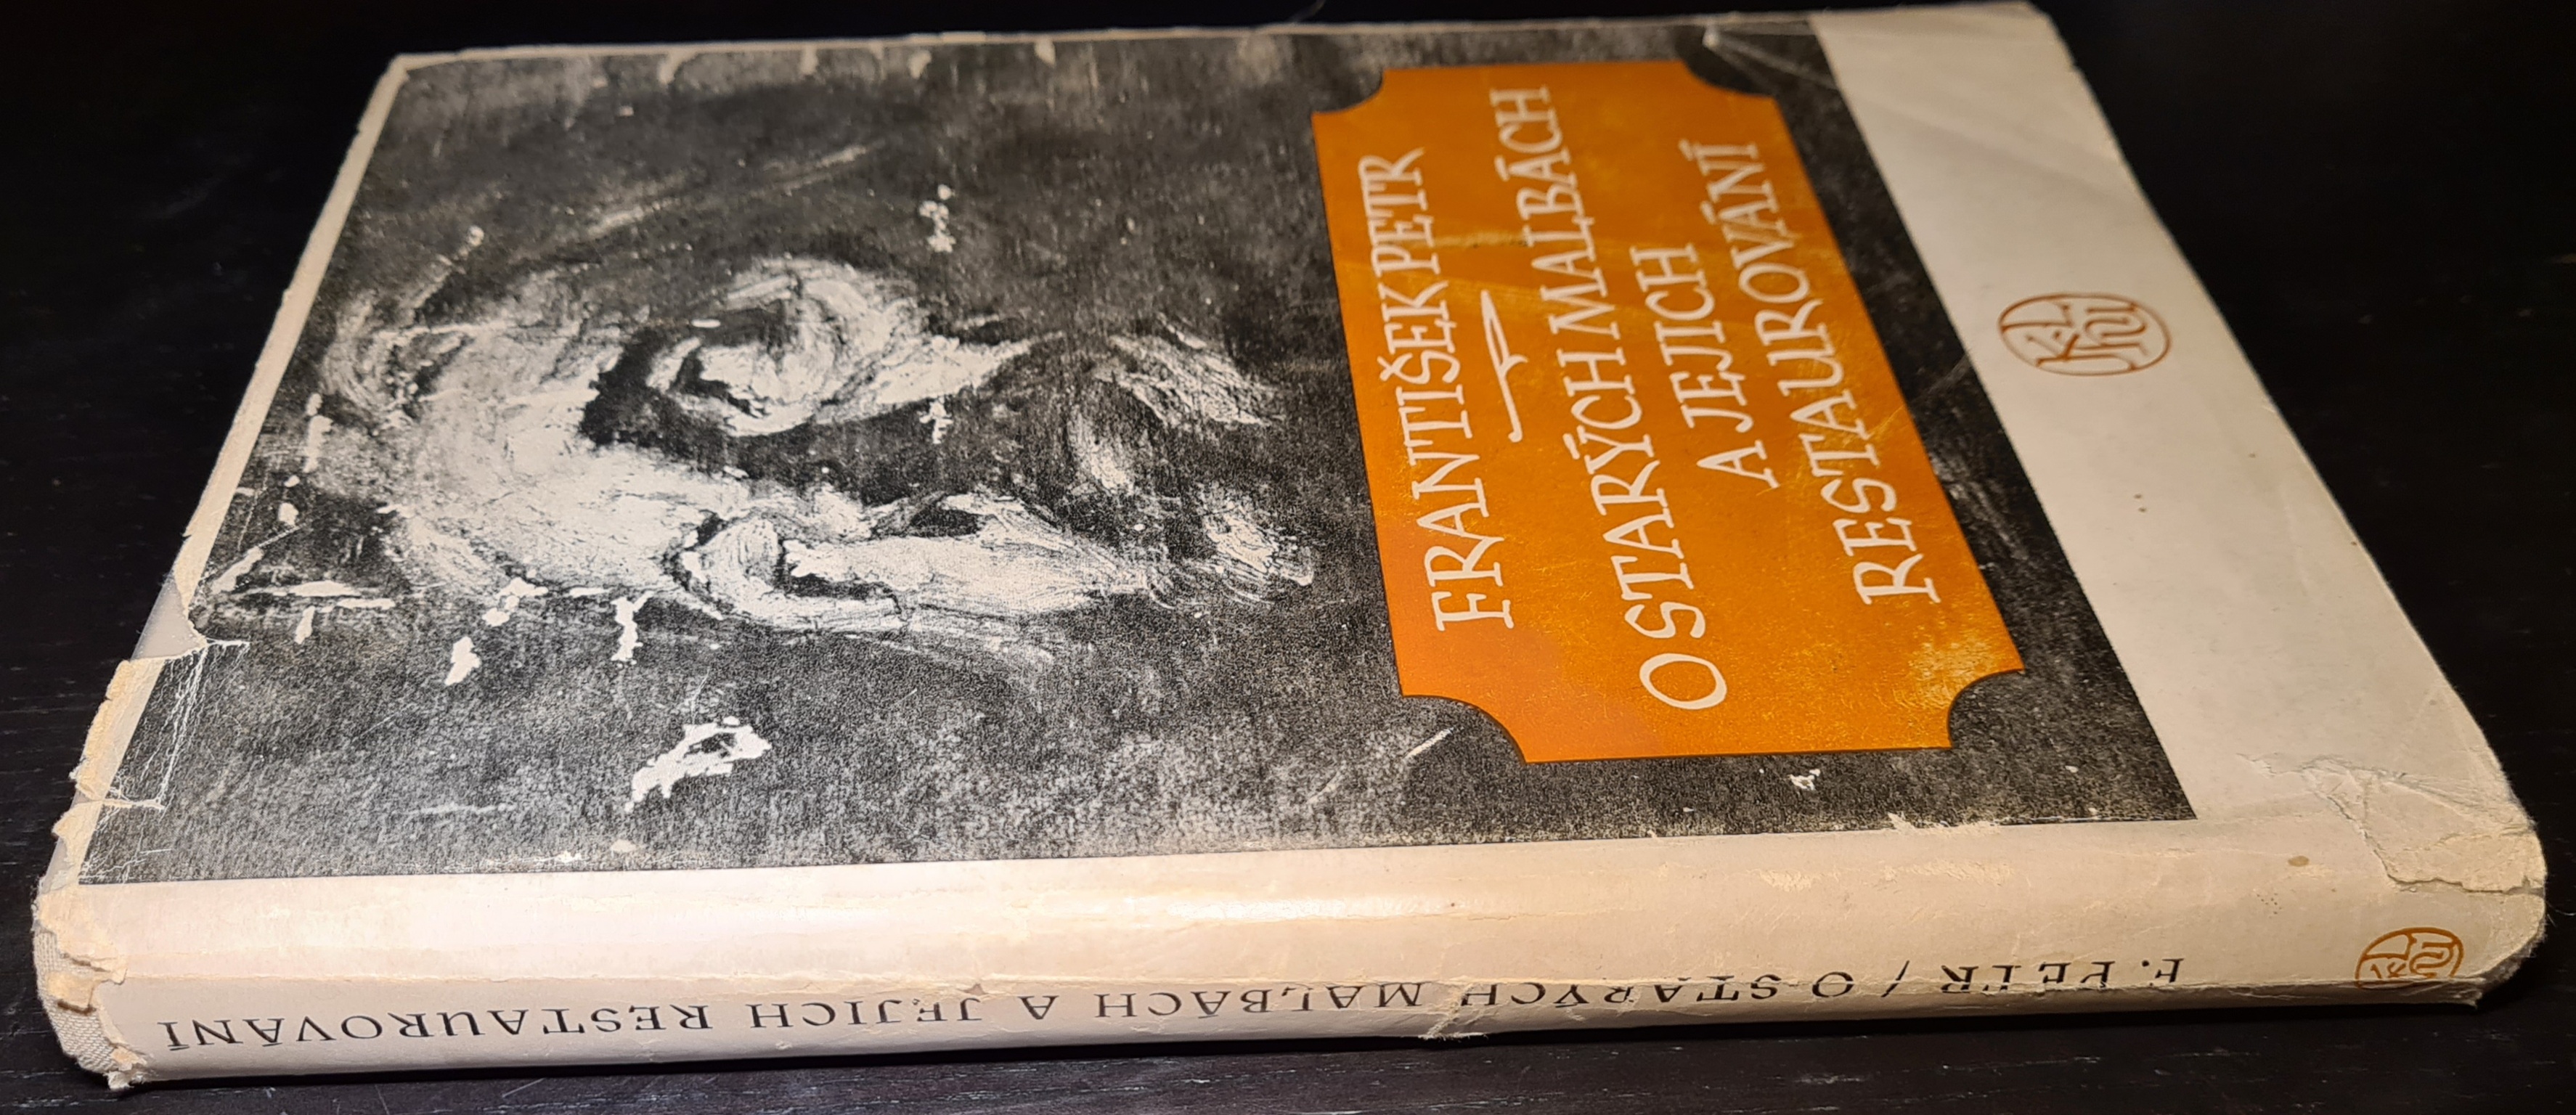 FRANTIŠEK PETR
O STARÝCH MALBÁCH
A JEJICH
RESTAUROVÁNÍ
F. PETR / O STARÝCH MALBÁCH A JEJICH RESTAUROVÁNÍ